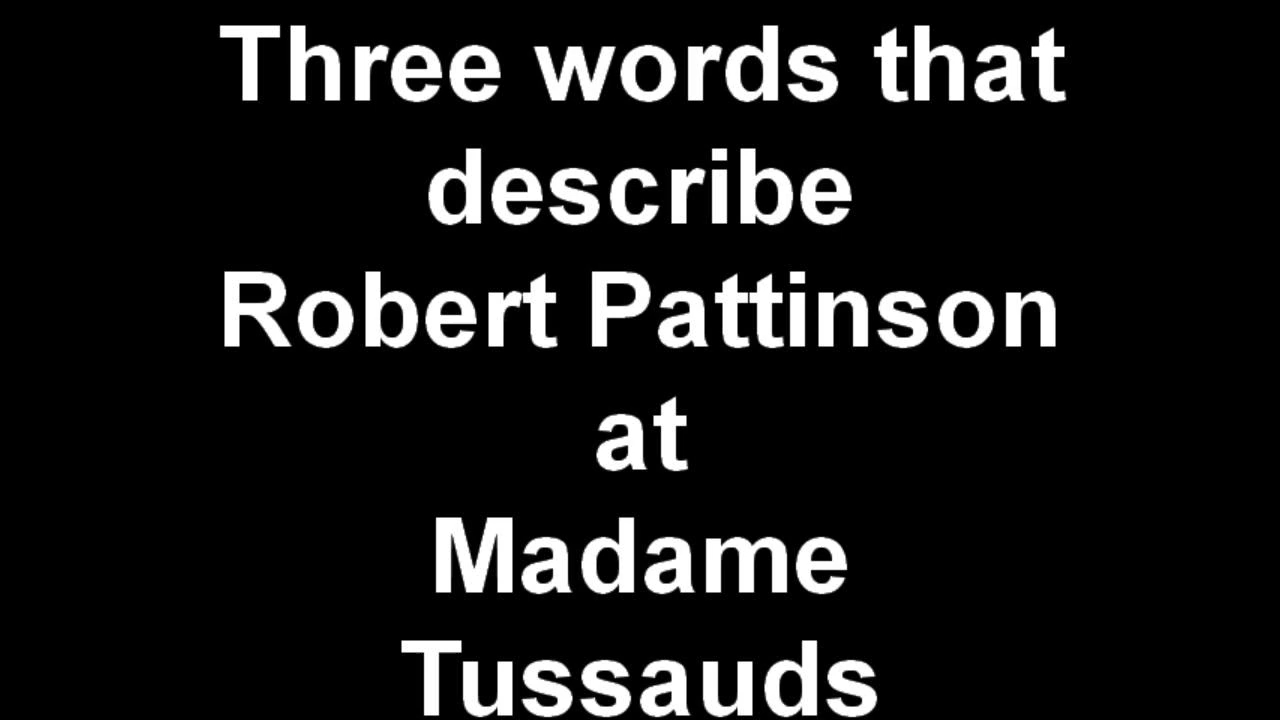 Three words that
describe
Robert Pattinson
at
Madame
Tussauds